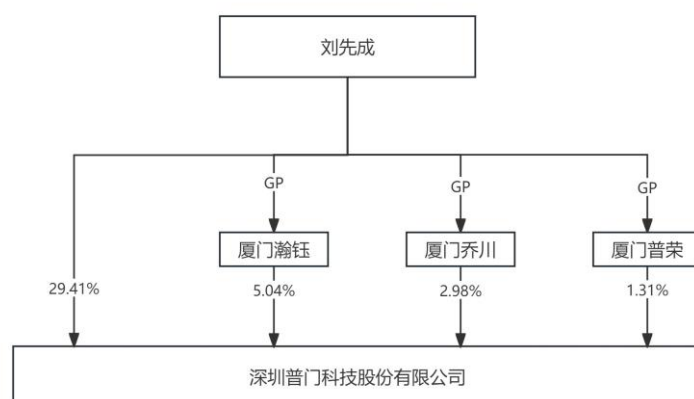 刘先成
GP
GP
GP
厦门瀚钰
厦门乔川
厦门普荣
29.41%
5.04%
2.98%
1.31%
深圳普门科技股份有限公司